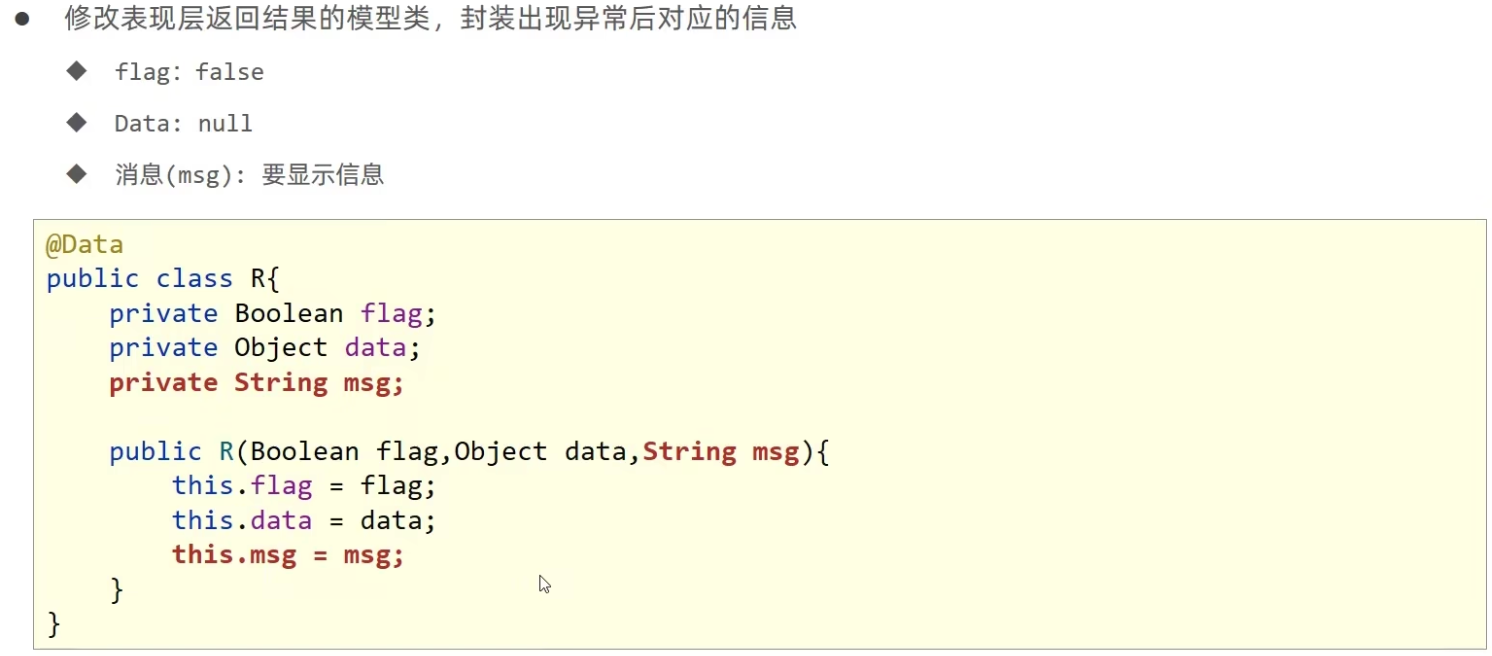 ● 修改表现层返回结果的模型类，封装出现异常后对应的信息
◆ flag：false
◆ Data: null
◆ 消息(msg): 要显示信息
@Data
public class R{
    private Boolean flag;
    private Object data;
    private String msg;
    public R(Boolean flag,Object data,String msg){
        this.flag = flag;
        this.data = data;
        this.msg = msg;
    }
}